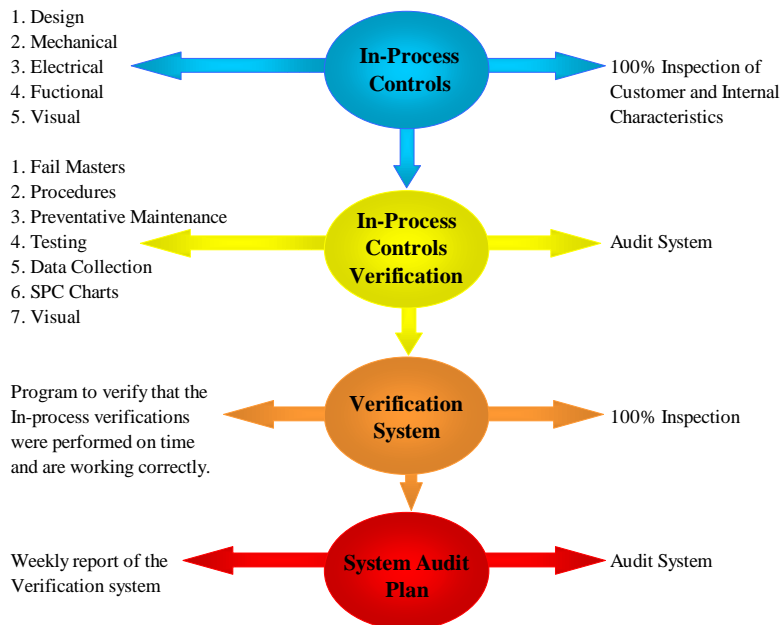 1. Design
2. Mechanical
3. Electrical
4. Fuctional
5. Visual
In-Process
Controls
100% Inspection of
Customer and Internal
Characteristics
1. Fail Masters
2. Procedures
3. Preventative Maintenance
4. Testing
5. Data Collection
6. SPC Charts
7. Visual
In-Process
Controls
Verification
Audit System
Program to verify that the
In-process verifications
were performed on time
and are working correctly.
Verification
System
100% Inspection
Weekly report of the
Verification system
System Audit
Plan
Audit System